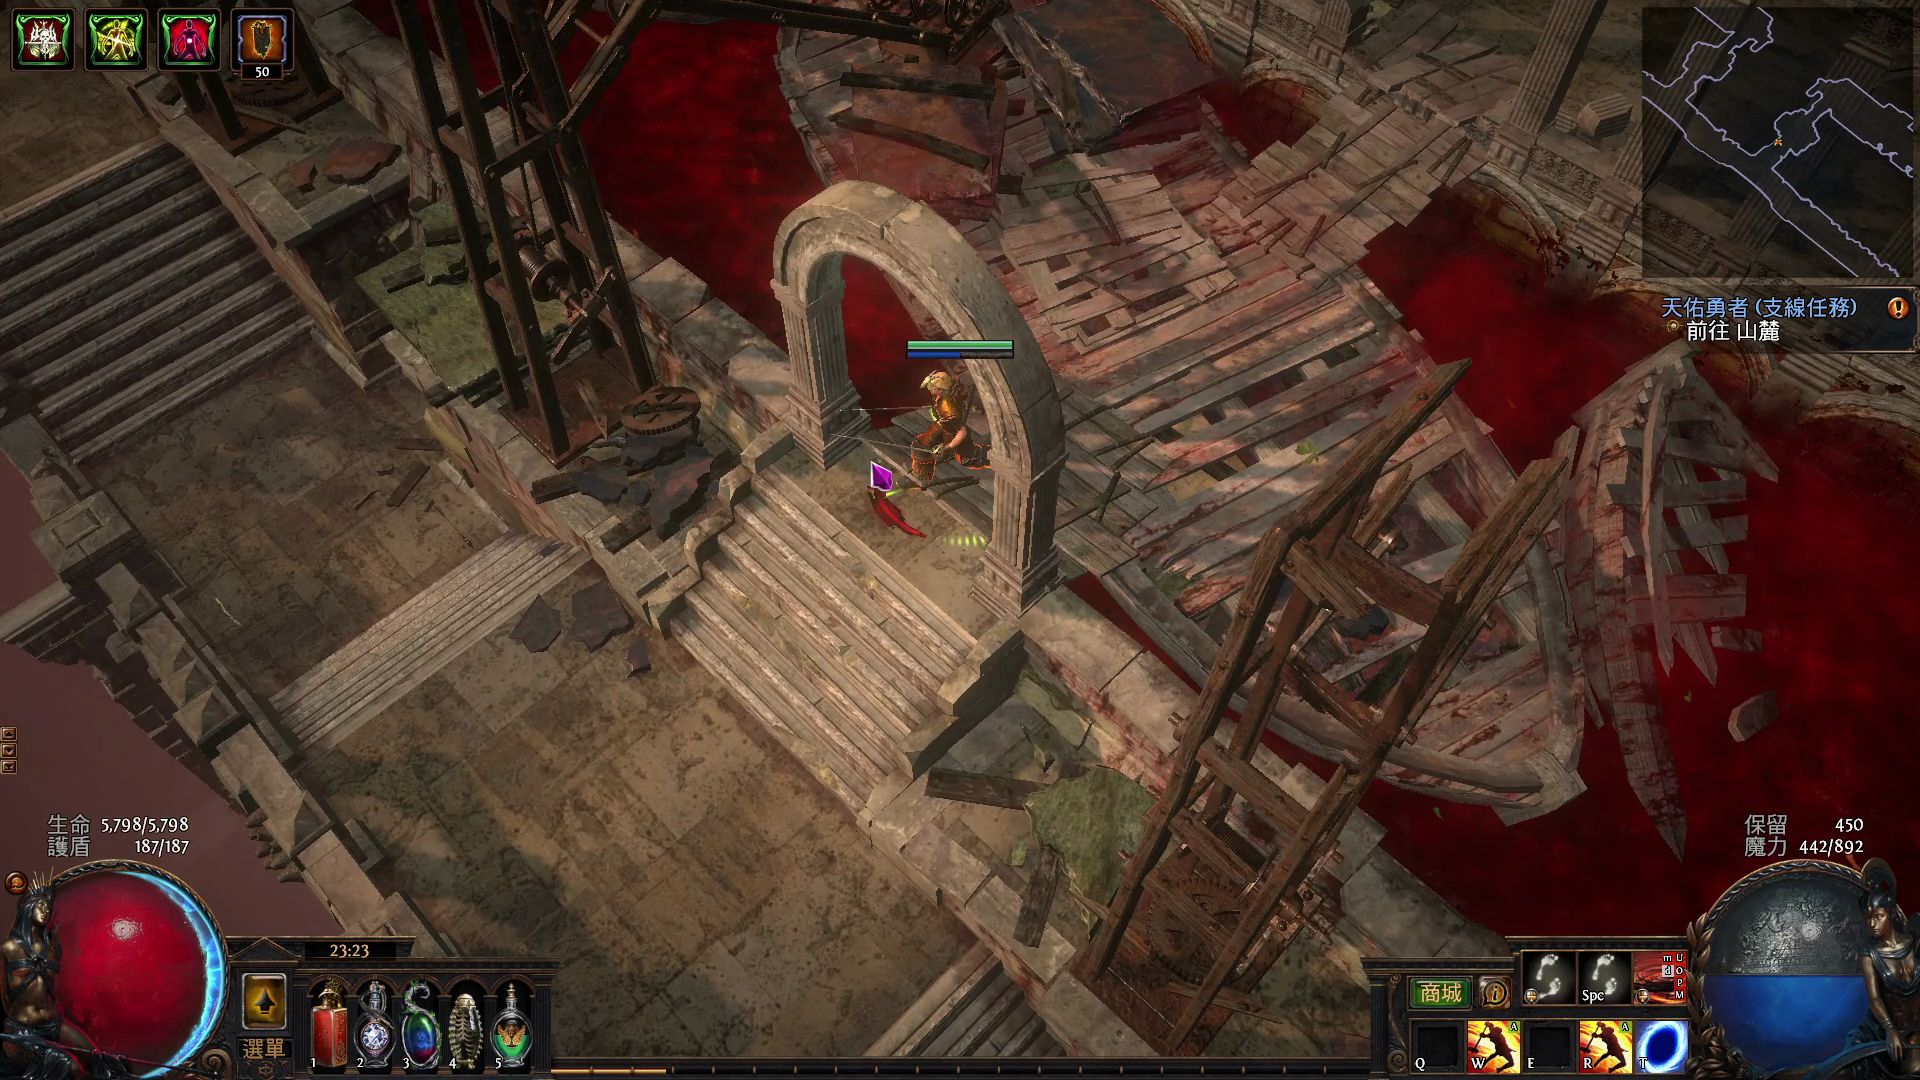 50
天佑勇者 (支線任務)
前往 山麓
生命 5,798/5,798
護盾 187/187
保留 450
魔力 442/892
23:23
選單
1 2 3 4 5
商城
Spc
m U
d O
P
M
Q W A E R A T